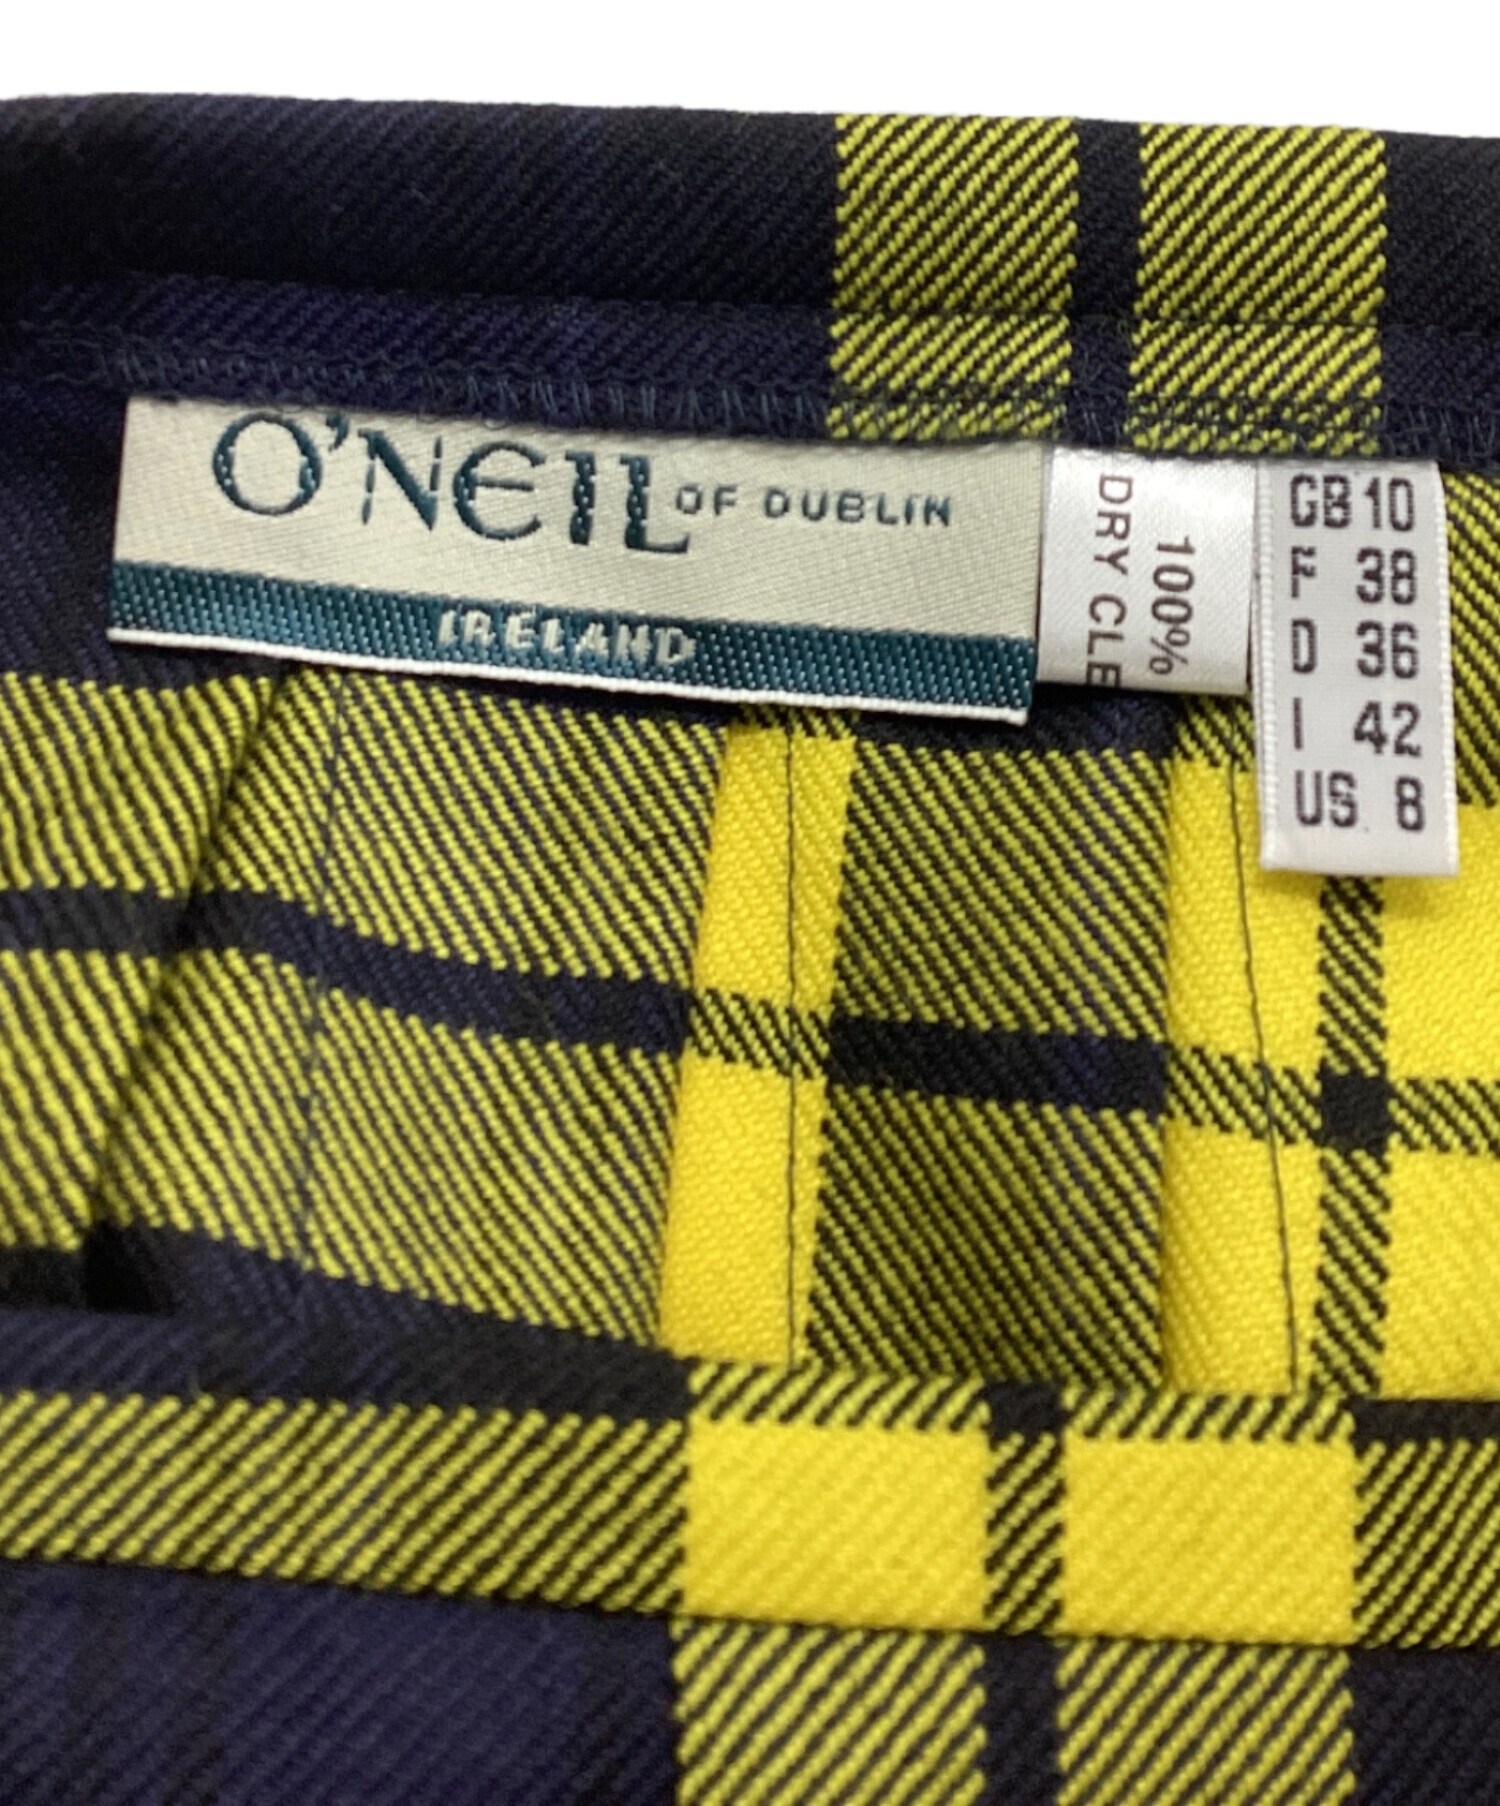 O'NEIL OF DUBLIN
IRELAND
100%
DRY CLE
GB 10
F 38
D 36
I 42
US 8